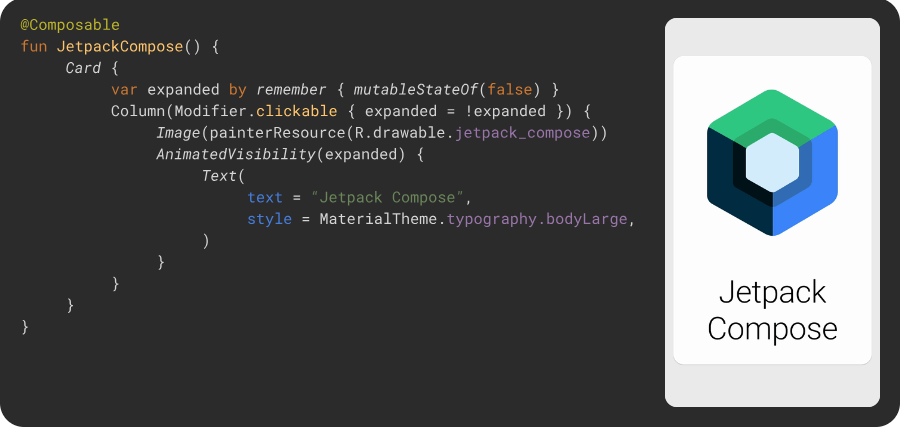 @Composable
fun JetpackCompose() {
Card {
var expanded by remember { mutableStateOf(false) }
Column(Modifier.clickable { expanded = !expanded }) {
Image(painterResource(R.drawable.jetpack_compose))
AnimatedVisibility(expanded) {
Text(
text = “Jetpack Compose”,
style = MaterialTheme.typography.bodyLarge,
)
}
}
}
}
Jetpack
Compose